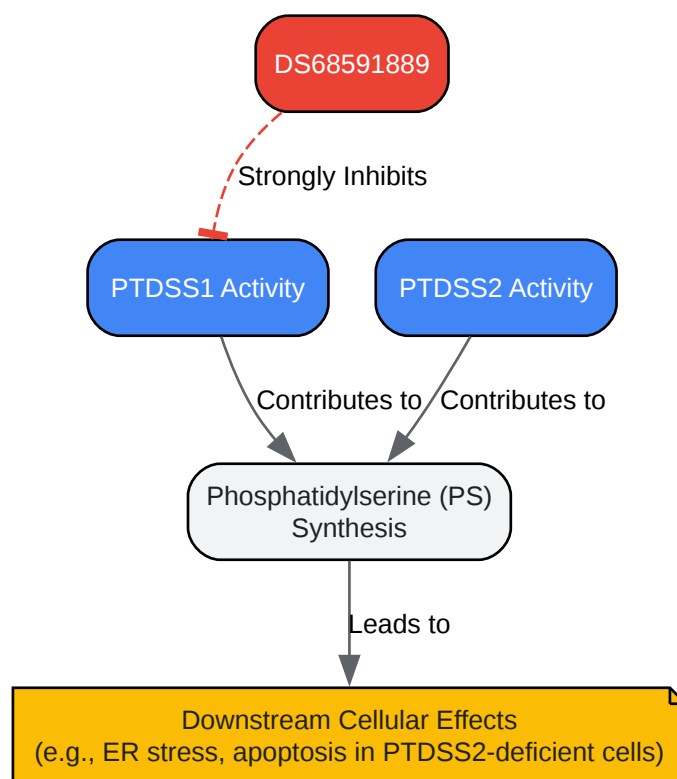 DS68591889
Strongly Inhibits
PTDSS1 Activity
PTDSS2 Activity
Contributes to
Contributes to
Phosphatidylserine (PS)
Synthesis
Leads to
Downstream Cellular Effects
(e.g., ER stress, apoptosis in PTDSS2-deficient cells)